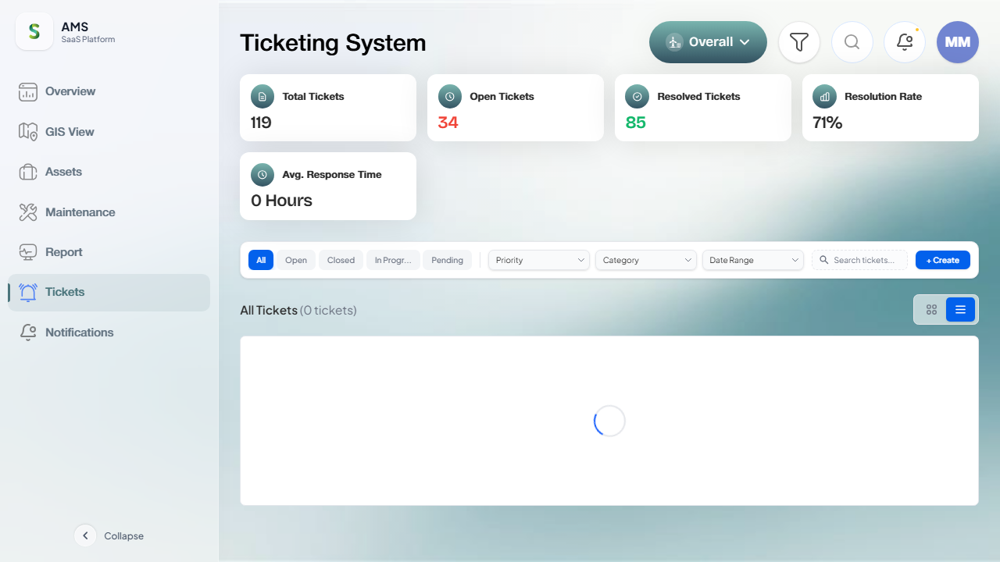 AMS
SaaS Platform
Overview
GIS View
Assets
Maintenance
Report
Tickets
Notifications
Collapse
Ticketing System
Overall
MM
Total Tickets
119
Open Tickets
34
Resolved Tickets
85
Resolution Rate
71%
Avg. Response Time
0 Hours
All
Open
Closed
In Progr...
Pending
Priority
Category
Date Range
Search tickets...
+ Create
All Tickets (0 tickets)